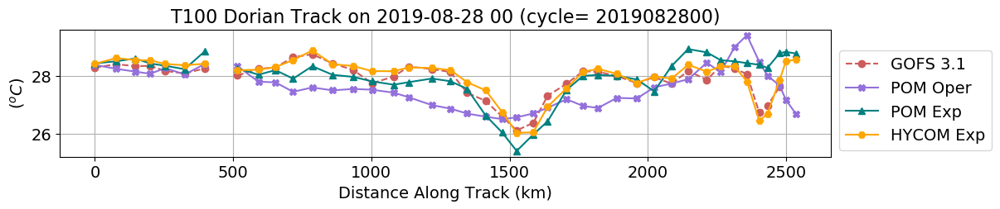 T100 Dorian Track on 2019-08-28 00 (cycle= 2019082800)
(°C)
28
26
0 500 1000 1500 2000 2500
Distance Along Track (km)
GOFS 3.1
POM Oper
POM Exp
HYCOM Exp